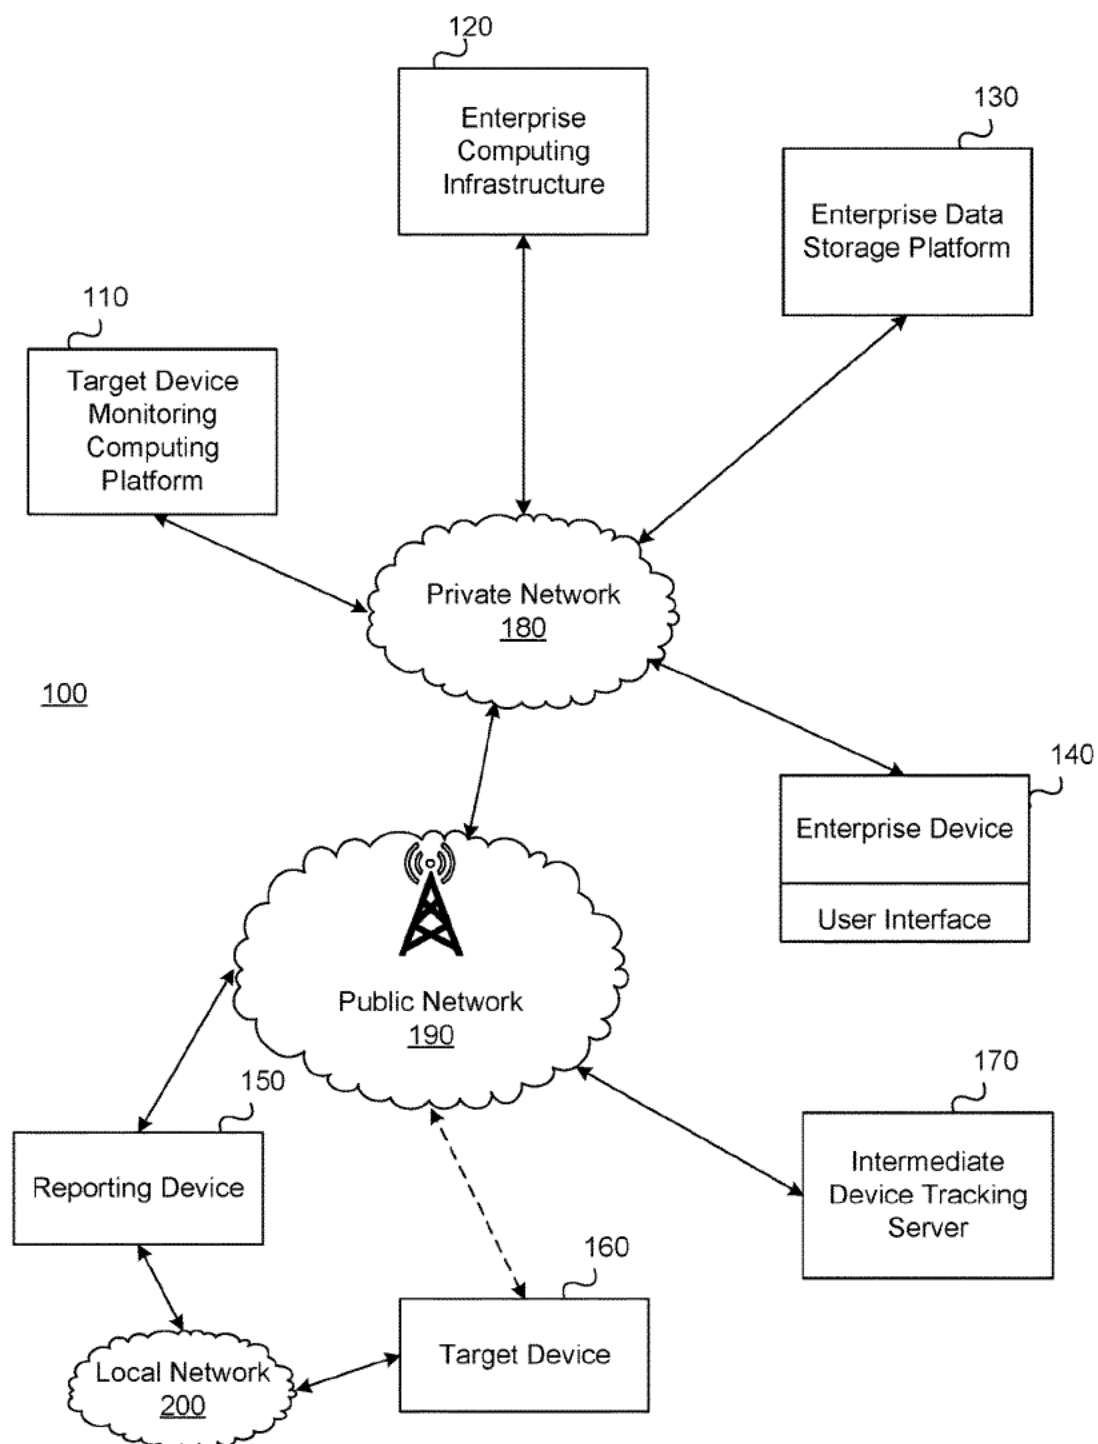 120
Enterprise
Computing
Infrastructure
130
Enterprise Data
Storage Platform
110
Target Device
Monitoring
Computing
Platform
Private Network
180
100
140
Enterprise Device
User Interface
Public Network
190
150
Reporting Device
170
Intermediate
Device Tracking
Server
160
Target Device
Local Network
200